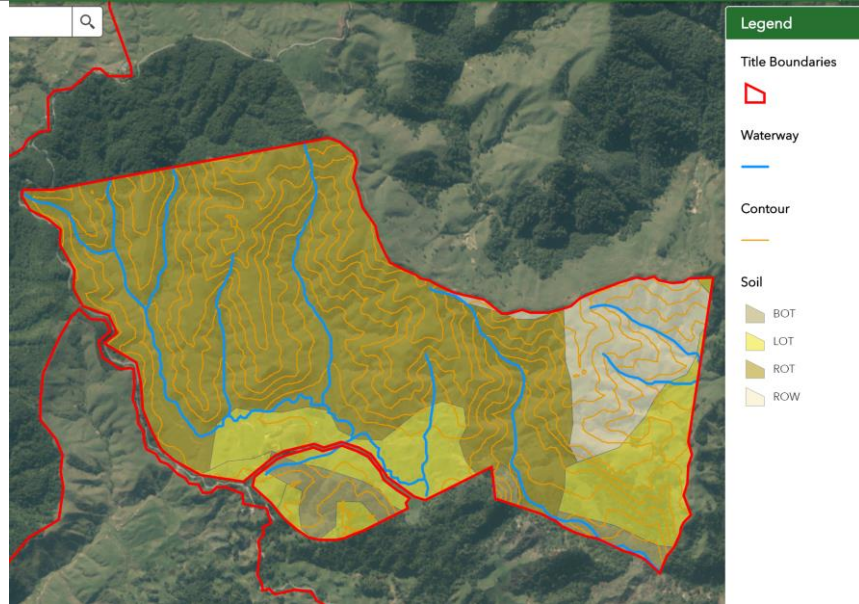 Legend
Title Boundaries
Waterway
Contour
Soil
BOT
LOT
ROT
ROW